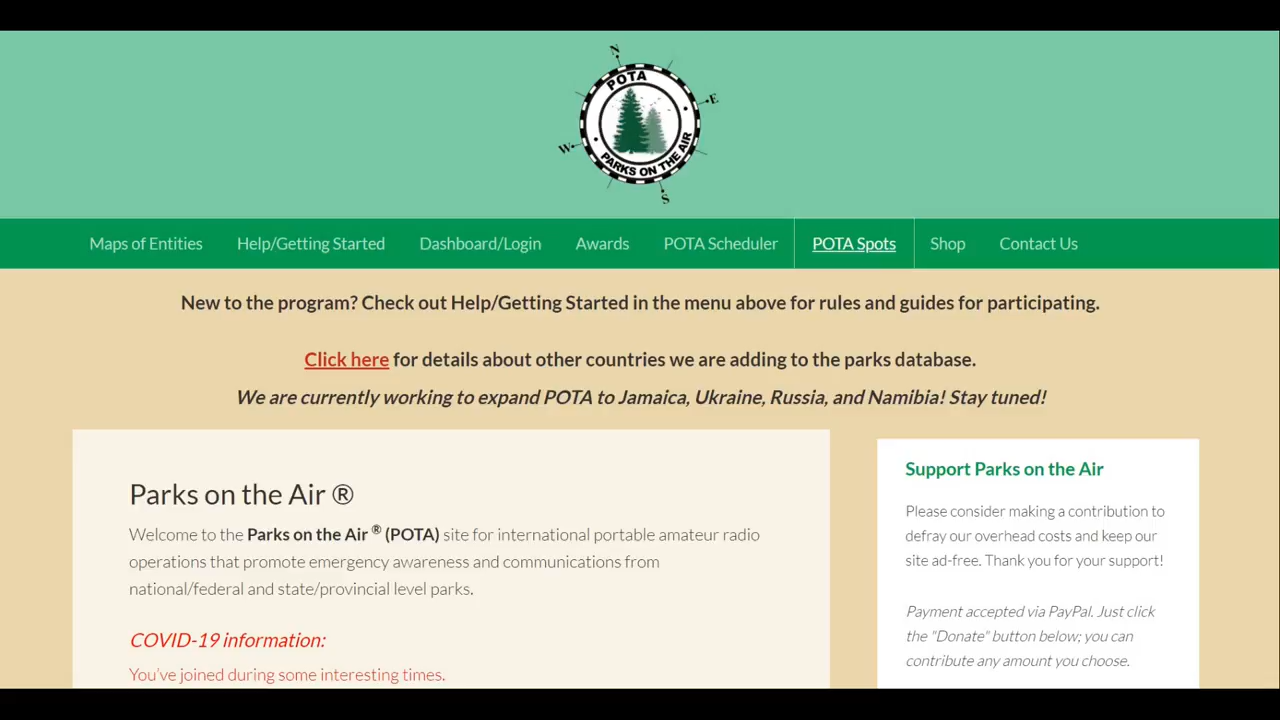 N
POTA
E
W
PARKS ON THE AIR
S
Maps of Entities Help/Getting Started Dashboard/Login Awards POTA Scheduler POTA Spots Shop Contact Us
New to the program? Check out Help/Getting Started in the menu above for rules and guides for participating.
Click here for details about other countries we are adding to the parks database.
We are currently working to expand POTA to Jamaica, Ukraine, Russia, and Namibia! Stay tuned!
Parks on the Air ®
Welcome to the Parks on the Air ® (POTA) site for international portable amateur radio
operations that promote emergency awareness and communications from
national/federal and state/provincial level parks.
COVID-19 information:
You’ve joined during some interesting times.
Support Parks on the Air
Please consider making a contribution to
defray our overhead costs and keep our
site ad-free. Thank you for your support!
Payment accepted via PayPal. Just click
the "Donate" button below; you can
contribute any amount you choose.